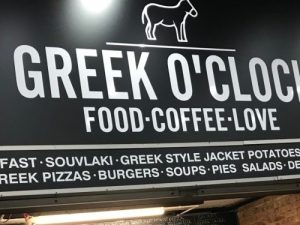 GREEK O'CLOC
FOOD·COFFEE·LOVE
FAST · SOUVLAKI · GREEK STYLE JACKET POTATOES
REEK PIZZAS · BURGERS · SOUPS · PIES SALADS · DE